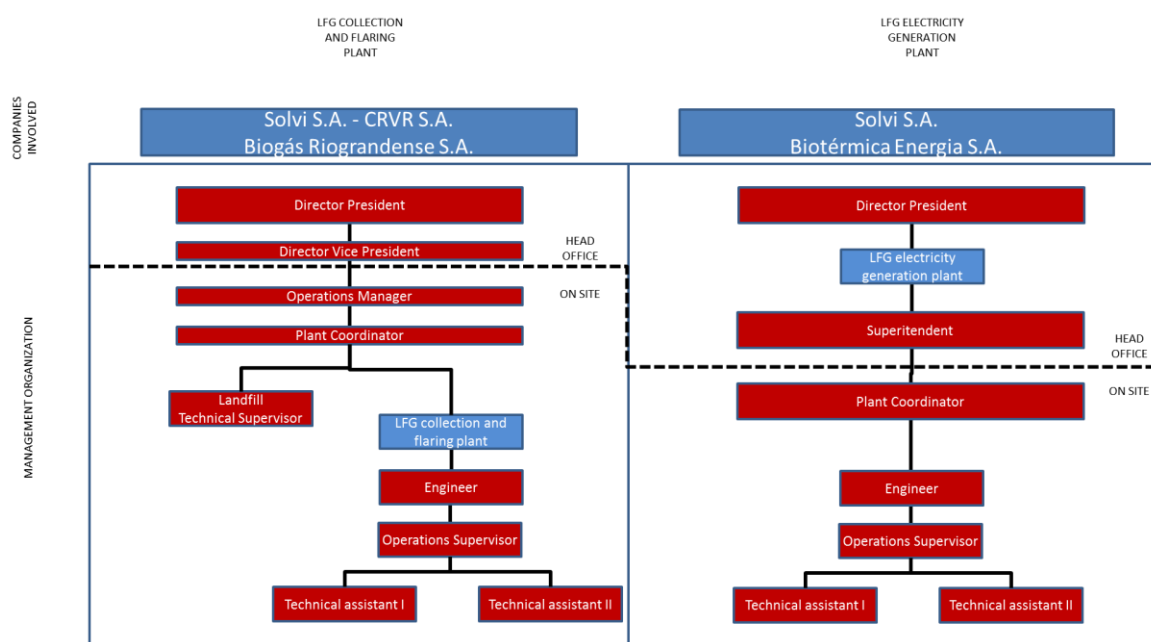 LFG COLLECTION
AND FLARING
PLANT
LFG ELECTRICITY
GENERATION
PLANT
COMPANIES
INVOLVED
Solvi S.A. - CRVR S.A.
Biogás Riograndense S.A.
Solvi S.A.
Biotérmica Energia S.A.
MANAGEMENT ORGANIZATION
Director President
Director Vice President
HEAD
OFFICE
Operations Manager
ON SITE
Plant Coordinator
Landfill
Technical Supervisor
LFG collection and
flaring plant
Engineer
Operations Supervisor
Technical assistant I
Technical assistant II
Director President
LFG electricity
generation plant
Superitendent
HEAD
OFFICE
ON SITE
Plant Coordinator
Engineer
Operations Supervisor
Technical assistant I
Technical assistant II